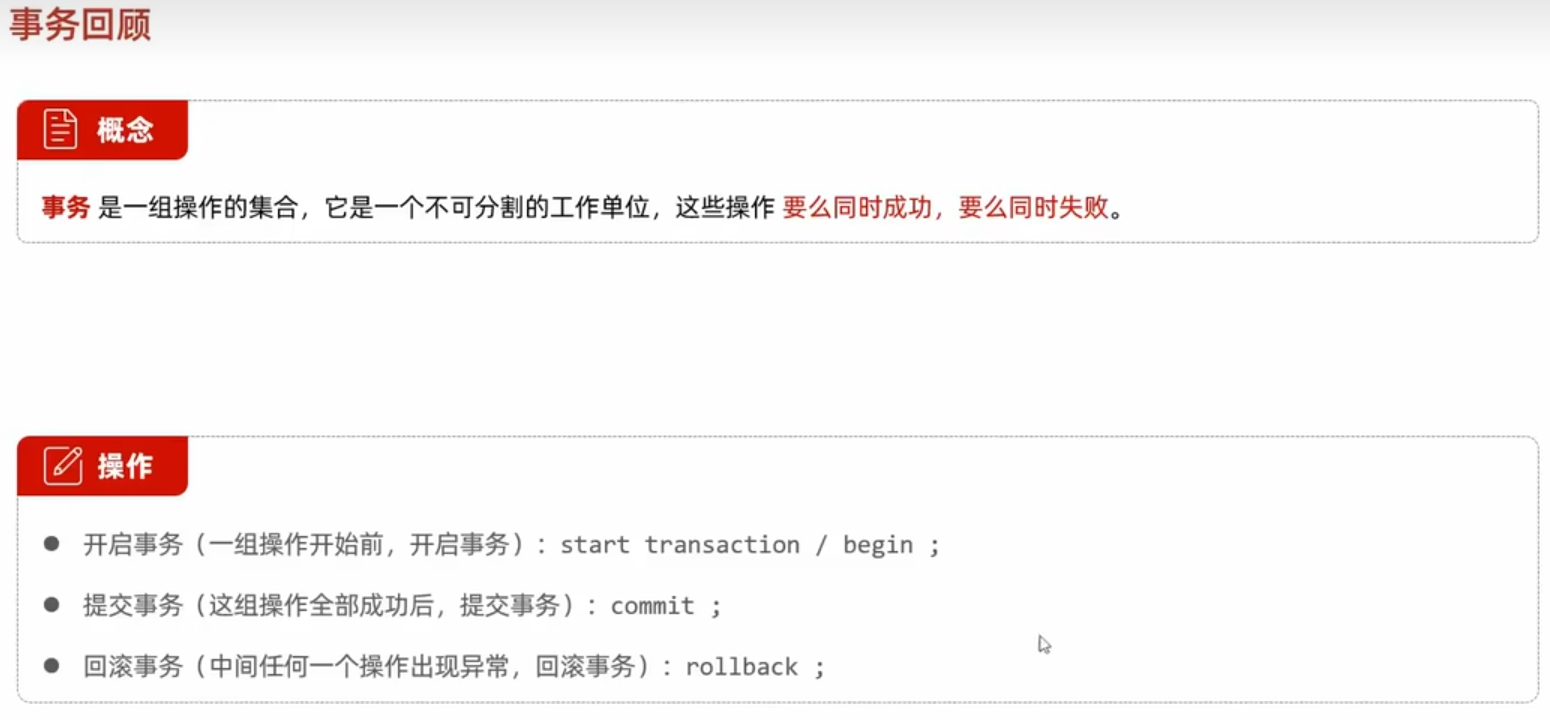 事务回顾
概念
事务 是一组操作的集合，它是一个不可分割的工作单位，这些操作 要么同时成功，要么同时失败。
操作
● 开启事务（一组操作开始前，开启事务）：start transaction / begin ;
● 提交事务（这组操作全部成功后，提交事务）：commit ;
● 回滚事务（中间任何一个操作出现异常，回滚事务）：rollback ;